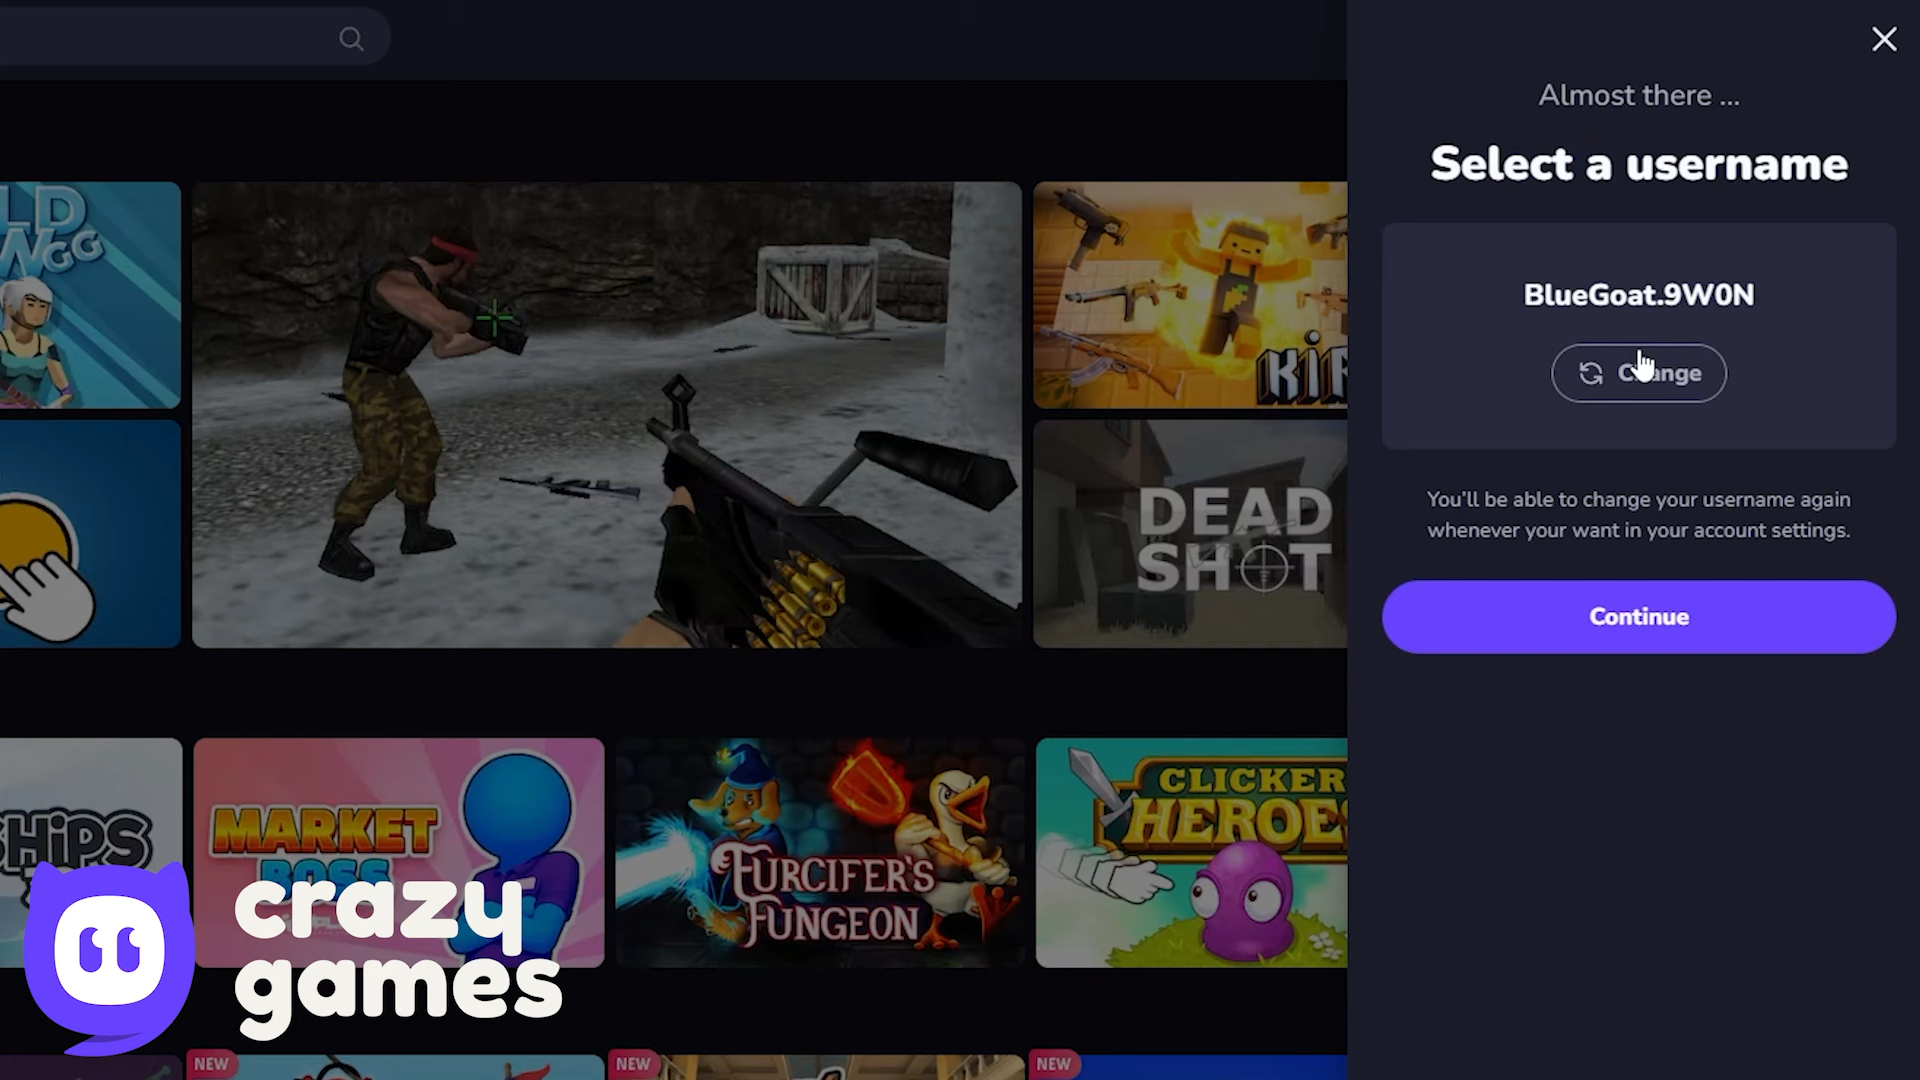 Almost there ...
Select a username
BlueGoat.9W0N
Change
You'll be able to change your username again
whenever your want in your account settings.
Continue
DEAD
SHOT
MARKET
BOSS
FURCIFER'S
FUNGEON
CLICKER
HEROES
crazy
games
NEW
NEW
NEW